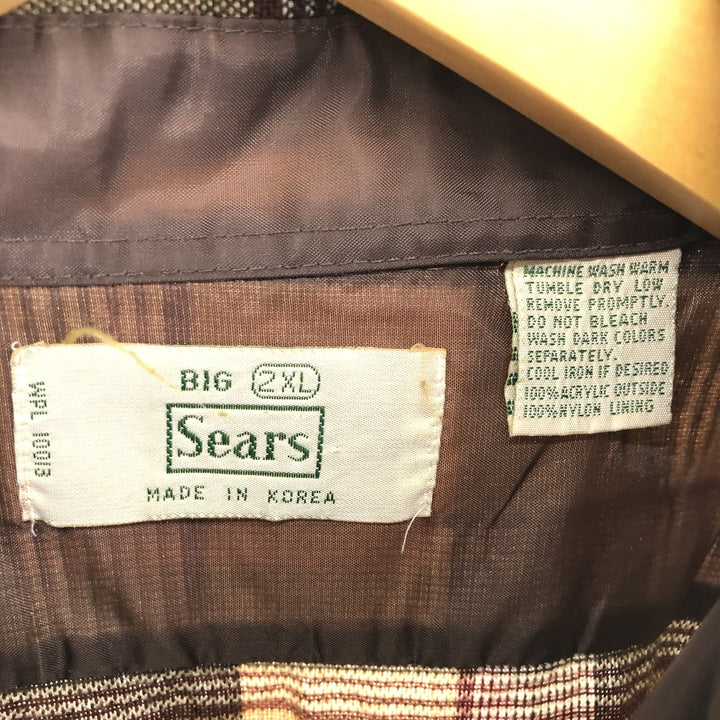 BIG 2XL
Sears
MADE IN KOREA
WPL 10013
MACHINE WASH WARM
TUMBLE DRY LOW
REMOVE PROMPTLY.
DO NOT BLEACH
WASH DARK COLORS
SEPARATELY.
COOL IRON IF DESIRED
100% ACRYLIC OUTSIDE
100% NYLON LINING